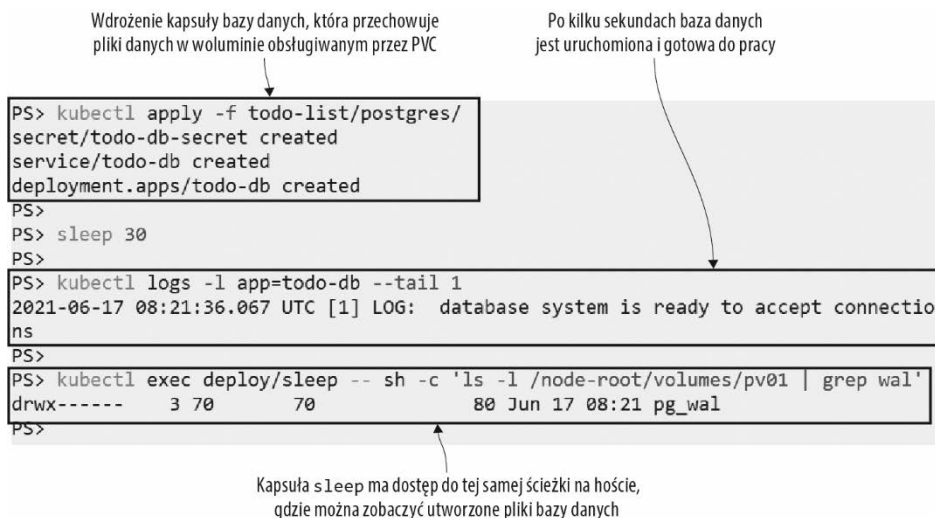 Wdrożenie kapsuły bazy danych, która przechowuje
pliki danych w woluminie obsługiwanym przez PVC
Po kilku sekundach baza danych
jest uruchomiona i gotowa do pracy
PS> kubectl apply -f todo-list/postgres/
secret/todo-db-secret created
service/todo-db created
deployment.apps/todo-db created
PS>
PS> sleep 30
PS>
PS> kubectl logs -l app=todo-db --tail 1
2021-06-17 08:21:36.067 UTC [1] LOG:  database system is ready to accept connectio
ns
PS>
PS> kubectl exec deploy/sleep -- sh -c 'ls -l /node-root/volumes/pv01 | grep wal'
drwx------    3 70       70              80 Jun 17 08:21 pg_wal
PS>
Kapsuła sleep ma dostęp do tej samej ścieżki na hoście,
gdzie można zobaczyć utworzone pliki bazy danych